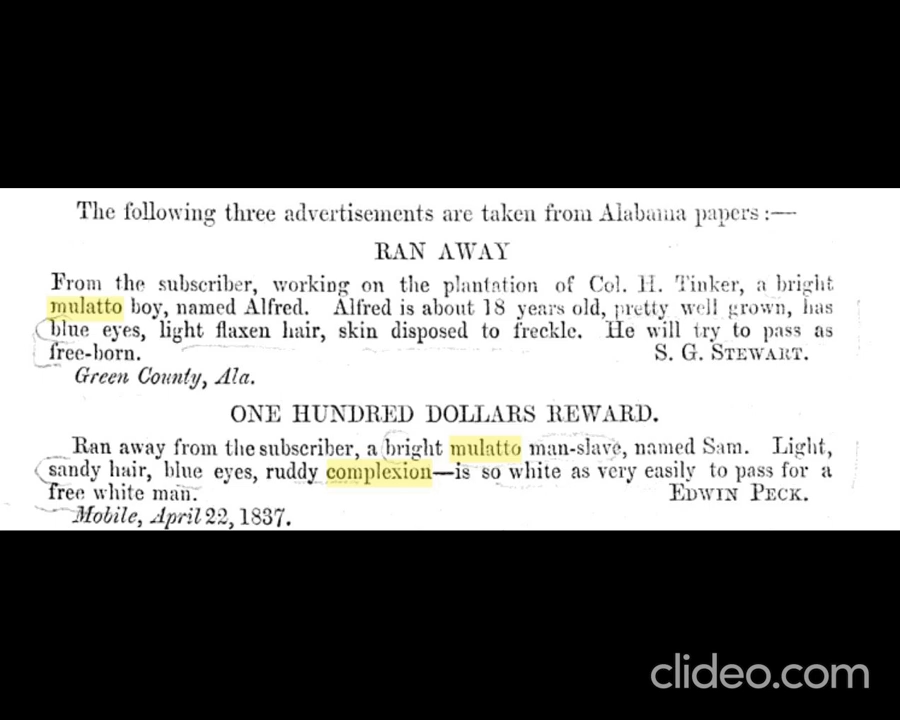 The following three advertisements are taken from Alabama papers :—
RAN AWAY
From the subscriber, working on the plantation of Col. H. Tinker, a bright
mulatto boy, named Alfred. Alfred is about 18 years old, pretty well grown, has
blue eyes, light flaxen hair, skin disposed to freckle. He will try to pass as
free-born. S. G. STEWART.
Green County, Ala.
ONE HUNDRED DOLLARS REWARD.
Ran away from the subscriber, a bright mulatto man-slave, named Sam. Light,
sandy hair, blue eyes, ruddy complexion—is so white as very easily to pass for a
free white man. EDWIN PECK.
Mobile, April 22, 1837.
clideo.com